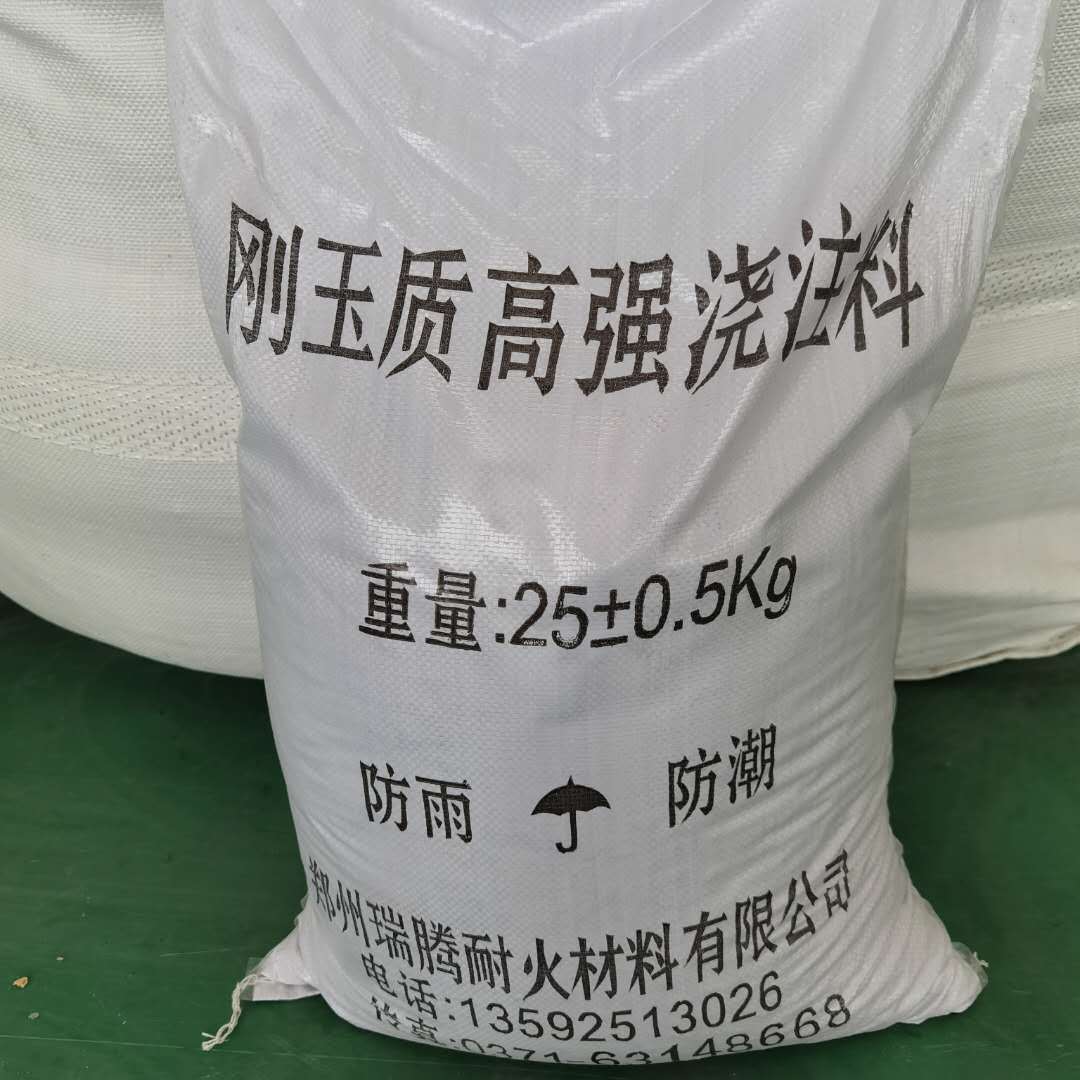 刚玉质高强浇注料
重量:25±0.5Kg
防雨 防潮
郑州瑞腾耐火材料有限公司
电话:13592513026
传真:0371-63148668